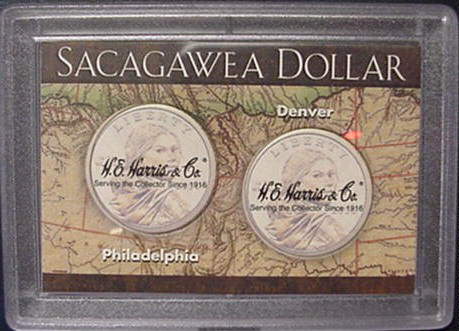 SACAGAWEA DOLLAR
Denver
LIBERTY
H.E. Harris & Co.®
Serving the Collector Since 1916
Philadelphia
LIBERTY
H.E. Harris & Co.®
Serving the Collector Since 1916